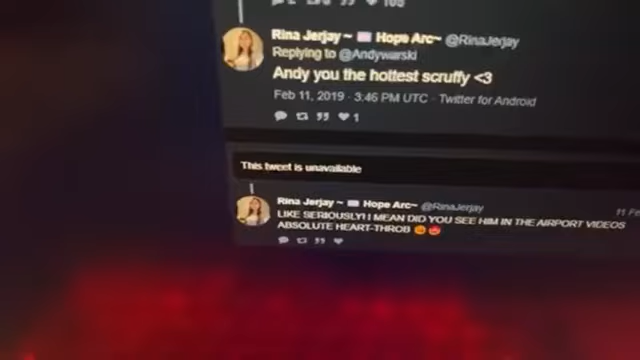 105
Rina Jerjay ~ Hope Arc~ @RinaJerjay
Replying to @Andywarski
Andy you the hottest scruffy <3
Feb 11, 2019 · 3:46 PM UTC · Twitter for Android
1
This tweet is unavailable
Rina Jerjay ~ Hope Arc~ @RinaJerjay
LIKE SERIOUSLY! I MEAN DID YOU SEE HIM IN THE AIRPORT VIDEOS
ABSOLUTE HEART-THROB